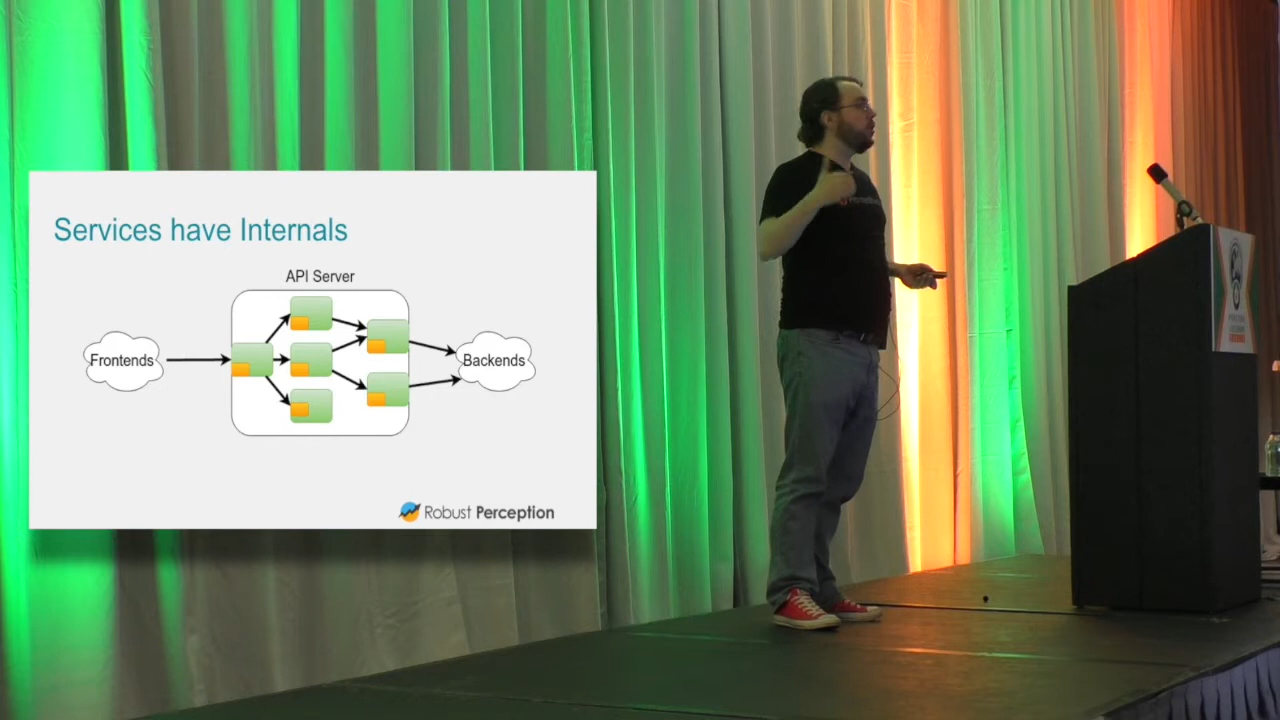 Services have Internals
API Server
Frontends
Backends
Robust Perception